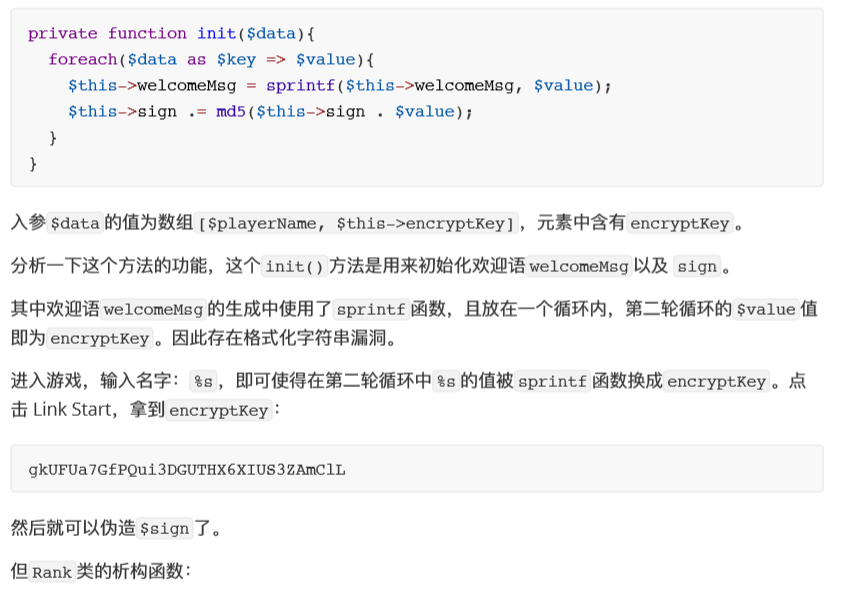 private function init($data){
foreach($data as $key => $value){
$this->welcomeMsg = sprintf($this->welcomeMsg, $value);
$this->sign .= md5($this->sign . $value);
}
}
入参 $data 的值为数组 [$playerName, $this->encryptKey] ，元素中含有 encryptKey 。
分析一下这个方法的功能，这个 init() 方法是用来初始化欢迎语 welcomeMsg 以及 sign 。
其中欢迎语 welcomeMsg 的生成中使用了 sprintf 函数，且放在一个循环内，第二轮循环的 $value 值
即为 encryptKey 。因此存在格式化字符串漏洞。
进入游戏，输入名字： %s ，即可使得在第二轮循环中 %s 的值被 sprintf 函数换成 encryptKey 。点
击 Link Start，拿到 encryptKey ：
gkUFUa7GfPQui3DGUTHX6XIUS3ZAmClL
然后就可以伪造 $sign 了。
但 Rank 类的析构函数：